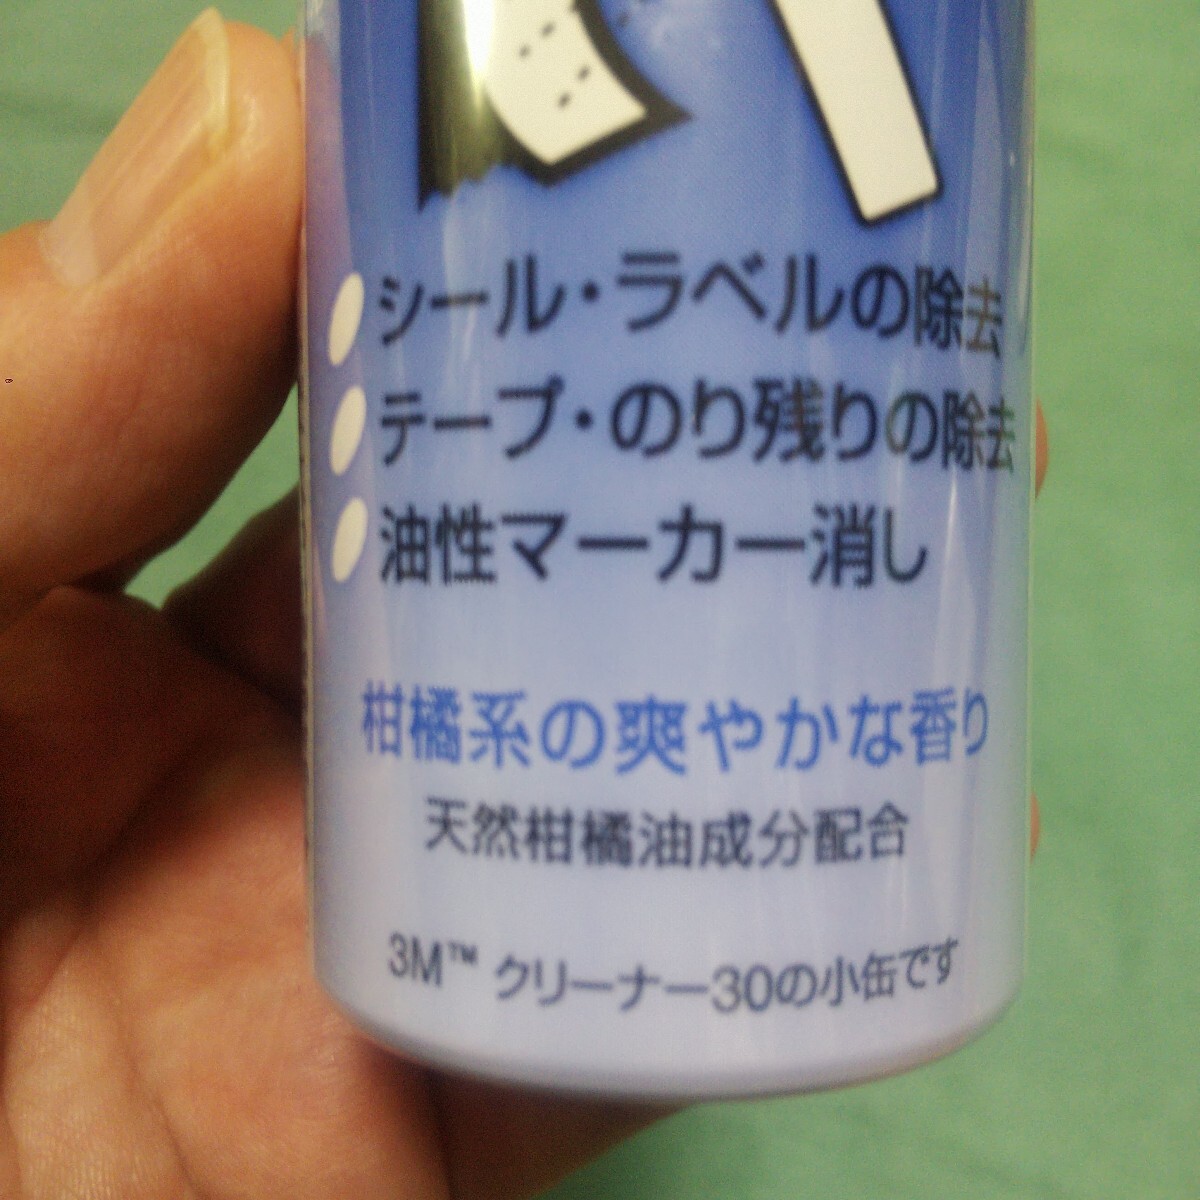 シール・ラベルの除去
テープ・のり残りの除去
油性マーカー消し
柑橘系の爽やかな香り
天然柑橘油成分配合
3M™ クリーナー30の小缶です